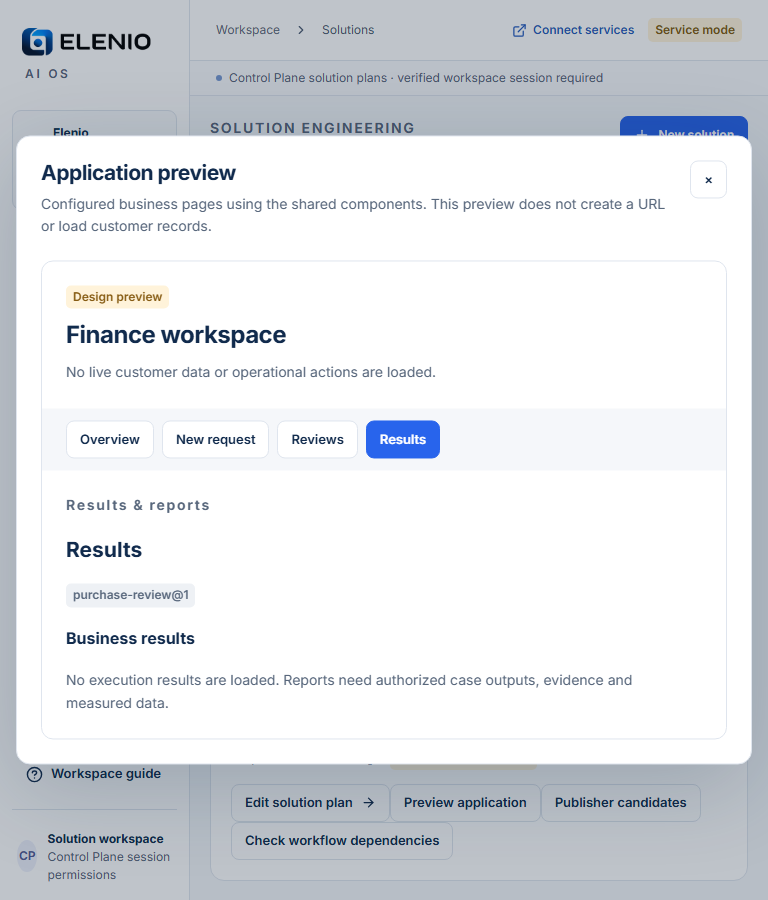 ELENIO
AI OS
Workspace > Solutions
Connect services
Service mode
Control Plane solution plans · verified workspace session required
Elenio
SOLUTION ENGINEERING
+ New solution
Application preview
×
Configured business pages using the shared components. This preview does not create a URL
or load customer records.
Design preview
Finance workspace
No live customer data or operational actions are loaded.
Overview
New request
Reviews
Results
Results & reports
Results
purchase-review@1
Business results
No execution results are loaded. Reports need authorized case outputs, evidence and
measured data.
Workspace guide
CP
Solution workspace
Control Plane session
permissions
Edit solution plan →
Preview application
Publisher candidates
Check workflow dependencies